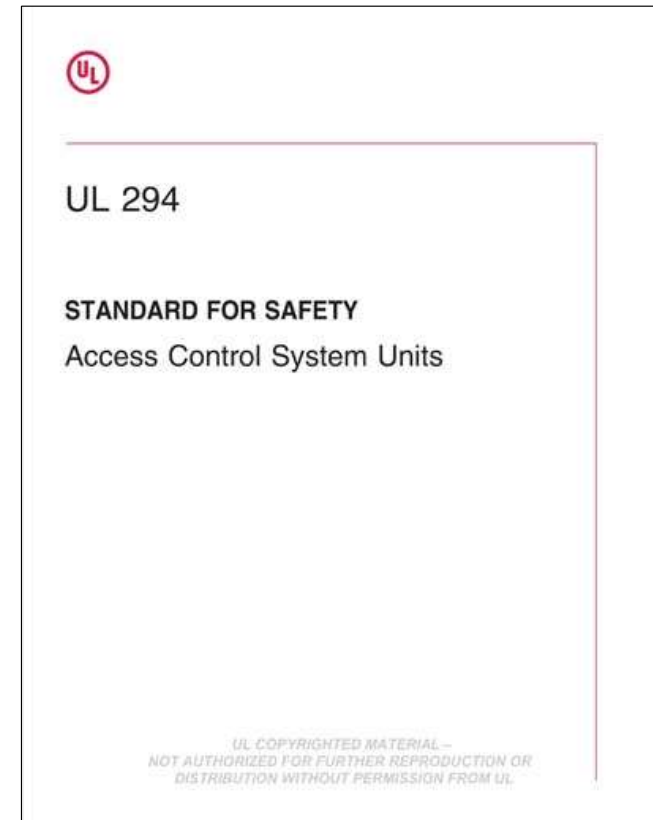 UL
UL 294
STANDARD FOR SAFETY
Access Control System Units
UL COPYRIGHTED MATERIAL –
NOT AUTHORIZED FOR FURTHER REPRODUCTION OR
DISTRIBUTION WITHOUT PERMISSION FROM UL